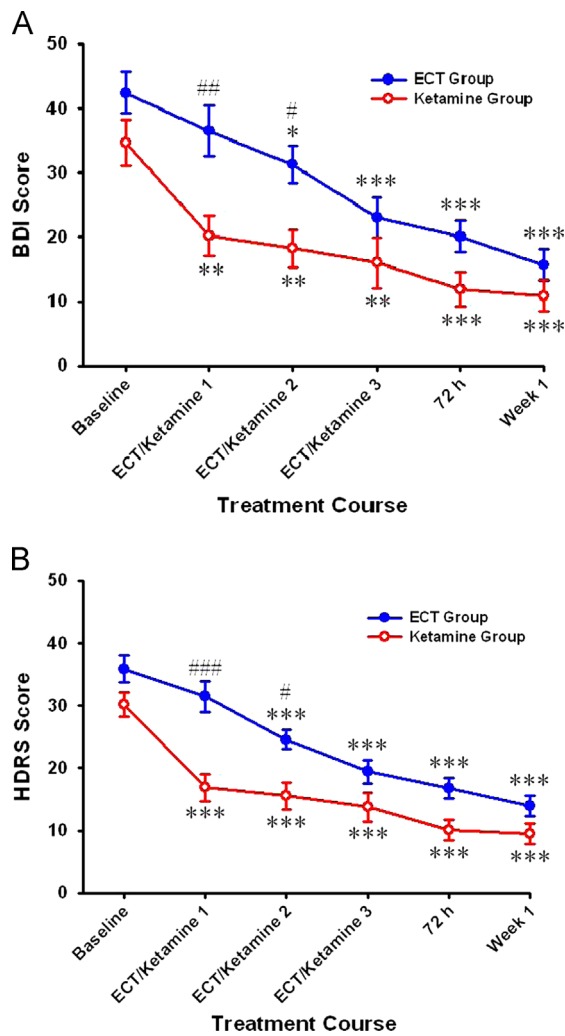 A
50
40
30
20
10
0
BDI Score
ECT Group
Ketamine Group
##
#
*
***
***
***
**
**
**
***
***
Baseline
ECT/Ketamine 1
ECT/Ketamine 2
ECT/Ketamine 3
72 h
Week 1
Treatment Course
B
50
40
30
20
10
0
HDRS Score
ECT Group
Ketamine Group
###
#
***
***
***
***
***
***
***
***
***
Baseline
ECT/Ketamine 1
ECT/Ketamine 2
ECT/Ketamine 3
72 h
Week 1
Treatment Course